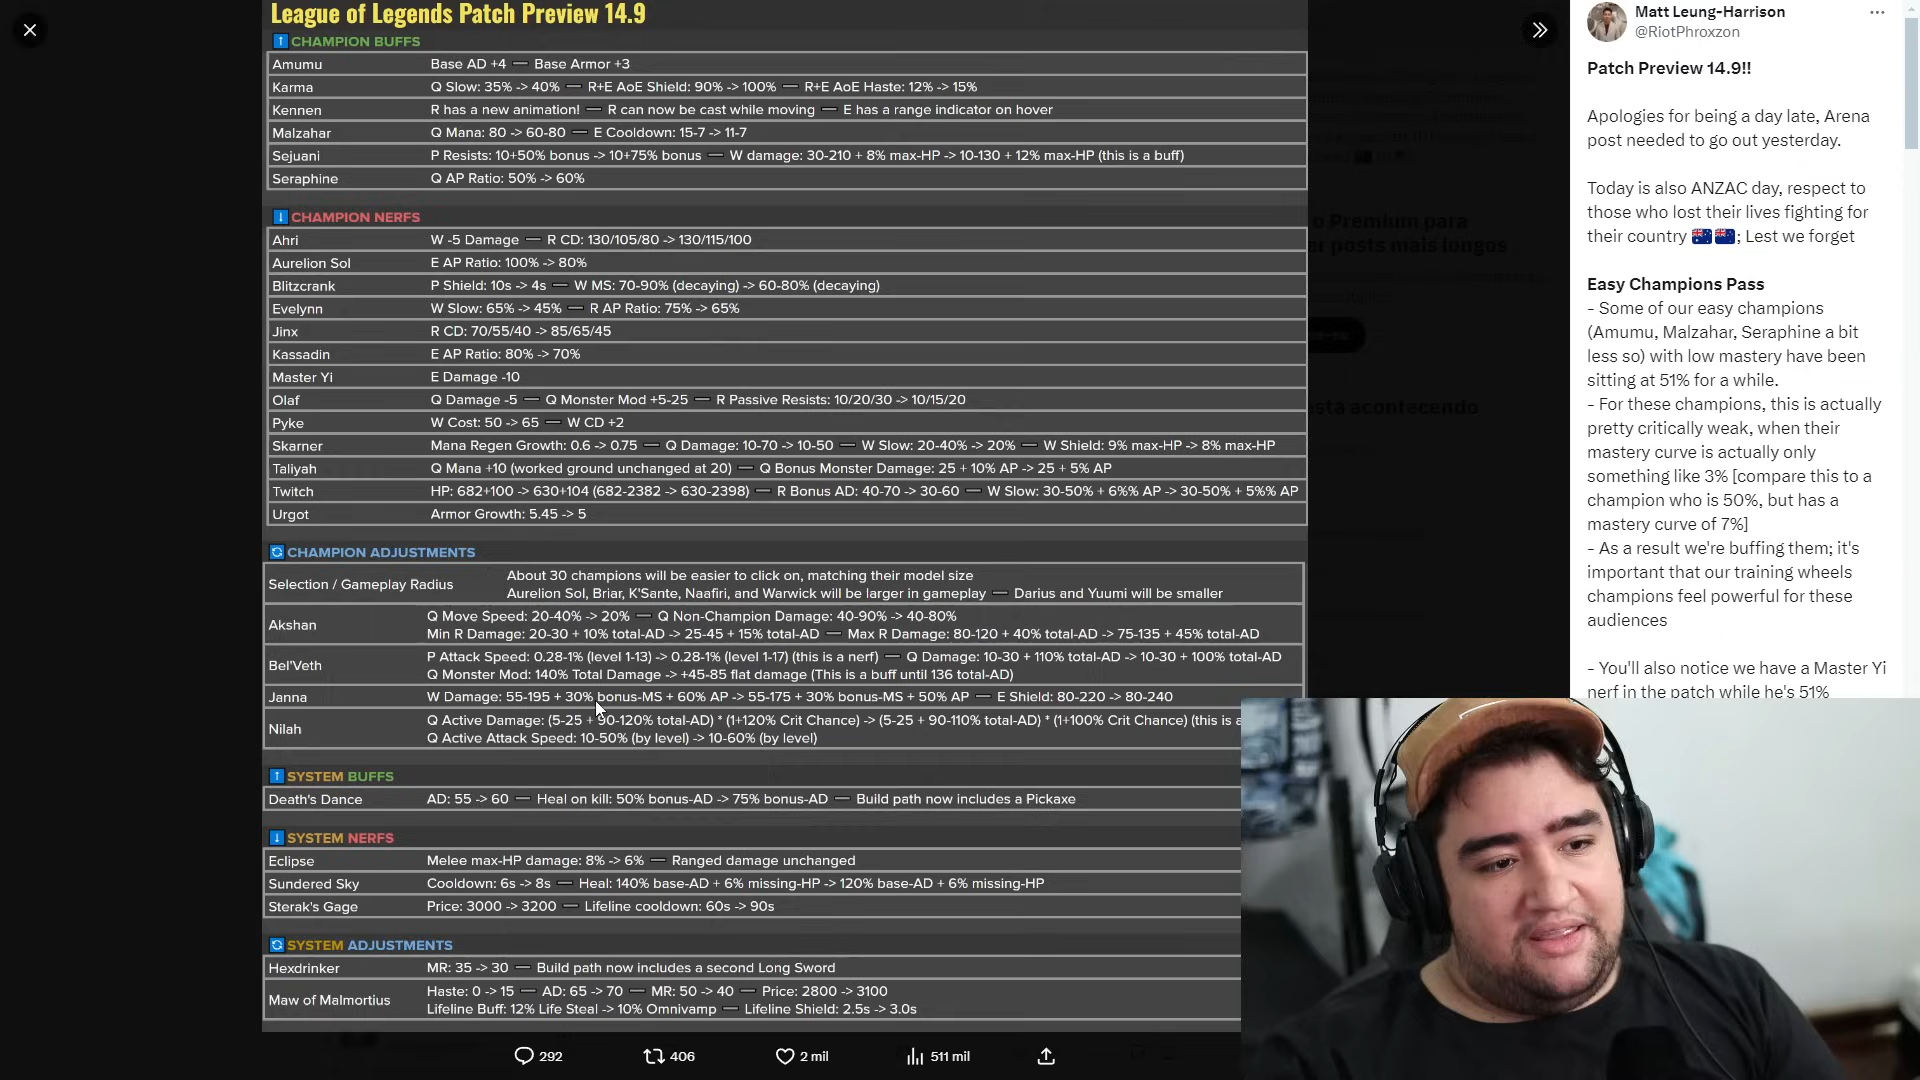 League of Legends Patch Preview 14.9
CHAMPION BUFFS
Amumu Base AD +4 — Base Armor +3
Karma Q Slow: 35% -> 40% — R+E AoE Shield: 90% -> 100% — R+E AoE Haste: 12% -> 15%
Kennen R has a new animation! — R can now be cast while moving — E has a range indicator on hover
Malzahar Q Mana: 80 -> 60-80 — E Cooldown: 15-7 -> 11-7
Sejuani P Resists: 10+50% bonus -> 10+75% bonus — W damage: 30-210 + 8% max-HP -> 10-130 + 12% max-HP (this is a buff)
Seraphine Q AP Ratio: 50% -> 60%
CHAMPION NERFS
Ahri W -5 Damage — R CD: 130/105/80 -> 130/115/100
Aurelion Sol E AP Ratio: 100% -> 80%
Blitzcrank P Shield: 10s -> 4s — W MS: 70-90% (decaying) -> 60-80% (decaying)
Evelynn W Slow: 65% -> 45% — R AP Ratio: 75% -> 65%
Jinx R CD: 70/55/40 -> 85/65/45
Kassadin E AP Ratio: 80% -> 70%
Master Yi E Damage -10
Olaf Q Damage -5 — Q Monster Mod +5-25 — R Passive Resists: 10/20/30 -> 10/15/20
Pyke W Cost: 50 -> 65 — W CD +2
Skarner Mana Regen Growth: 0.6 -> 0.75 — Q Damage: 10-70 -> 10-50 — W Slow: 20-40% -> 20% — W Shield: 9% max-HP -> 8% max-HP
Taliyah Q Mana +10 (worked ground unchanged at 20) — Q Bonus Monster Damage: 25 + 10% AP -> 25 + 5% AP
Twitch HP: 682+100 -> 630+104 (682-2382 -> 630-2398) — R Bonus AD: 40-70 -> 30-60 — W Slow: 30-50% + 6%% AP -> 30-50% + 5%% AP
Urgot Armor Growth: 5.45 -> 5
CHAMPION ADJUSTMENTS
Selection / Gameplay Radius About 30 champions will be easier to click on, matching their model size
Aurelion Sol, Briar, K'Sante, Naafiri, and Warwick will be larger in gameplay — Darius and Yuumi will be smaller
Akshan Q Move Speed: 20-40% -> 20% — Q Non-Champion Damage: 40-90% -> 40-80%
Min R Damage: 20-30 + 10% total-AD -> 25-45 + 15% total-AD — Max R Damage: 80-120 + 40% total-AD -> 75-135 + 45% total-AD
Bel'Veth P Attack Speed: 0.28-1% (level 1-13) -> 0.28-1% (level 1-17) (this is a nerf) — Q Damage: 10-30 + 110% total-AD -> 10-30 + 100% total-AD
Q Monster Mod: 140% Total Damage -> +45-85 flat damage (This is a buff until 136 total-AD)
Janna W Damage: 55-195 + 30% bonus-MS + 60% AP -> 55-175 + 30% bonus-MS + 50% AP — E Shield: 80-220 -> 80-240
Nilah Q Active Damage: (5-25 + 90-120% total-AD) * (1+120% Crit Chance) -> (5-25 + 90-110% total-AD) * (1+100% Crit Chance) (this is a
Q Active Attack Speed: 10-50% (by level) -> 10-60% (by level)
SYSTEM BUFFS
Death's Dance AD: 55 -> 60 — Heal on kill: 50% bonus-AD -> 75% bonus-AD — Build path now includes a Pickaxe
SYSTEM NERFS
Eclipse Melee max-HP damage: 8% -> 6% — Ranged damage unchanged
Sundered Sky Cooldown: 6s -> 8s — Heal: 140% base-AD + 6% missing-HP -> 120% base-AD + 6% missing-HP
Sterak's Gage Price: 3000 -> 3200 — Lifeline cooldown: 60s -> 90s
SYSTEM ADJUSTMENTS
Hexdrinker MR: 35 -> 30 — Build path now includes a second Long Sword
Maw of Malmortius Haste: 0 -> 15 — AD: 65 -> 70 — MR: 50 -> 40 — Price: 2800 -> 3100
Lifeline Buff: 12% Life Steal -> 10% Omnivamp — Lifeline Shield: 2.5s -> 3.0s
292 406 2 mil 511 mil
o Premium para
r posts mais longos
stá acontecendo
Matt Leung-Harrison
@RiotPhroxzon
Patch Preview 14.9!!
Apologies for being a day late, Arena
post needed to go out yesterday.
Today is also ANZAC day, respect to
those who lost their lives fighting for
their country 🇦🇺🇳🇿; Lest we forget
Easy Champions Pass
- Some of our easy champions
(Amumu, Malzahar, Seraphine a bit
less so) with low mastery have been
sitting at 51% for a while.
- For these champions, this is actually
pretty critically weak, when their
mastery curve is actually only
something like 3% [compare this to a
champion who is 50%, but has a
mastery curve of 7%]
- As a result we're buffing them; it's
important that our training wheels
champions feel powerful for these
audiences
- You'll also notice we have a Master Yi
nerf in the patch while he's 51%